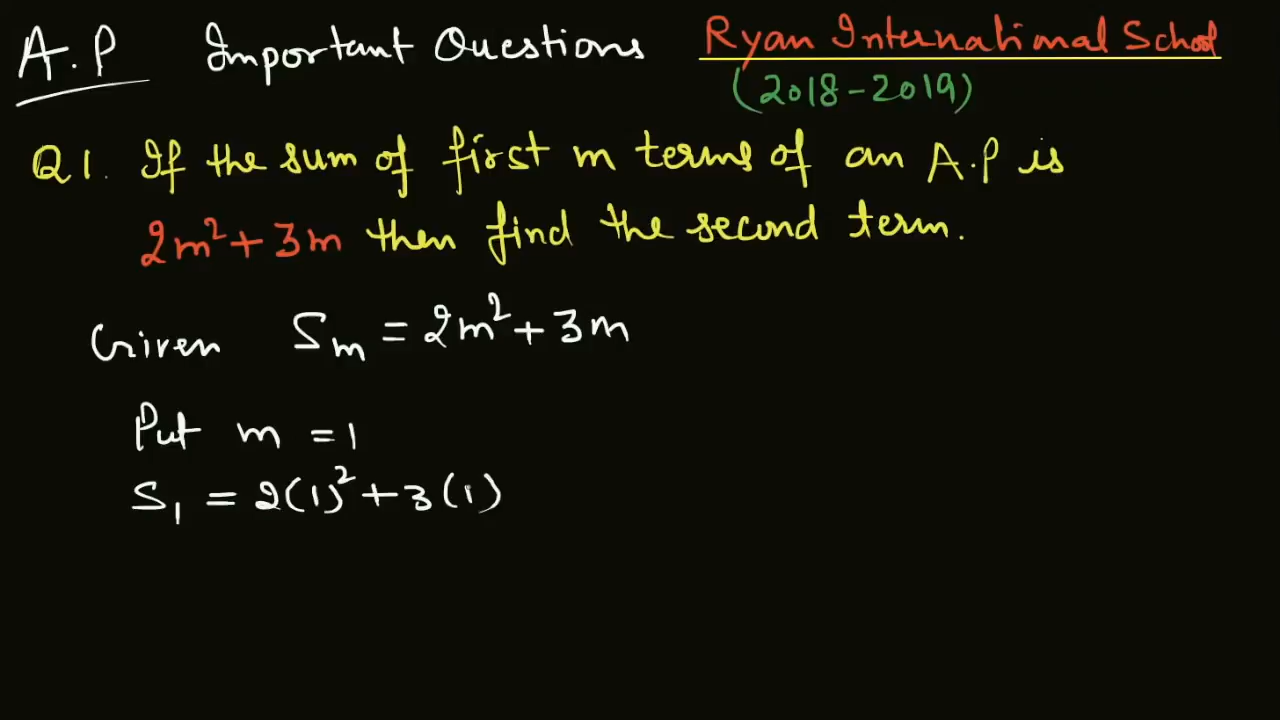 A.P Important Questions Ryan International School
(2018-2019)
Q1. If the sum of first m terms of an A.P is
2m²+3m then find the second term.
Given Sₘ = 2m²+3m
Put m = 1
S₁ = 2(1)²+3(1)